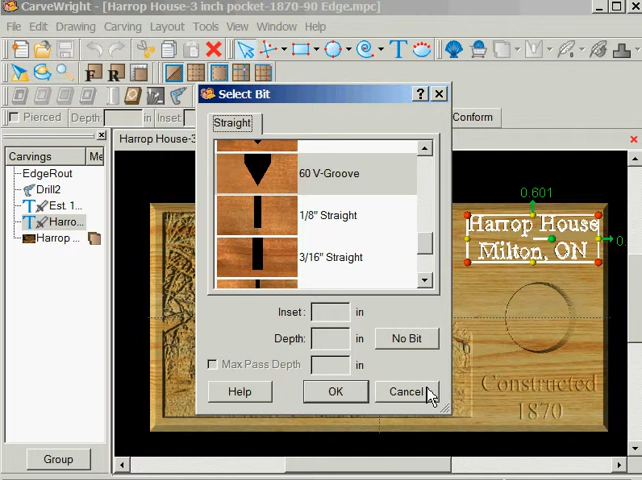 CarveWright - [Harrop House-3 inch pocket-1870-90 Edge.mpc]
File Edit Drawing Carving Layout Tools View Window Help
Pierced Depth: in Inset: Conform
Carvings Me
Harrop House-3
EdgeRout
Drill2
Est. 1...
Harro...
Harrop ...
Group
Select Bit
Straight
60 V-Groove
1/8" Straight
3/16" Straight
Inset: in
Depth: in No Bit
Max Pass Depth in
Help OK Cancel
0.601
0.
Harrop House
Milton, ON
Constructed
1870